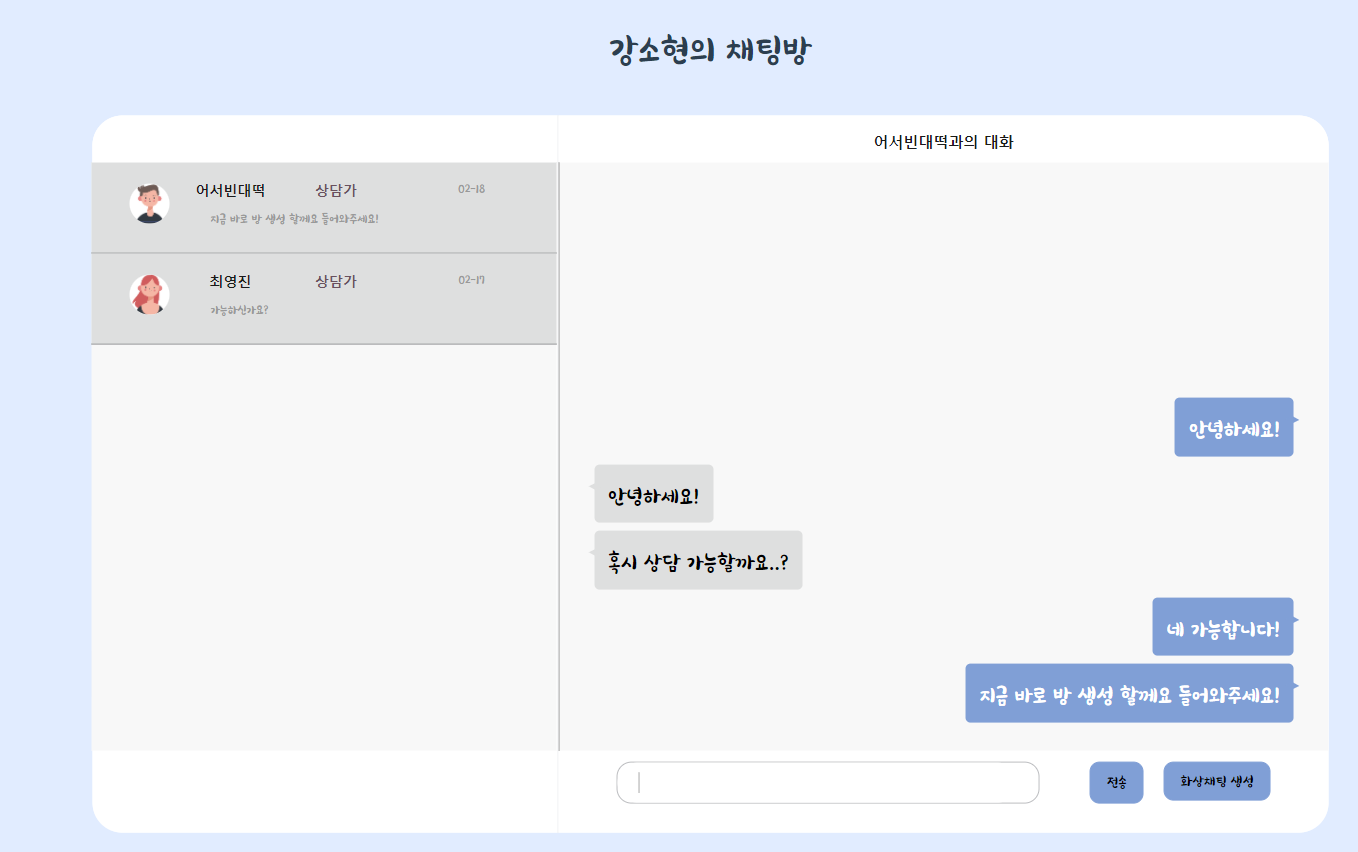 강소현의 채팅방
어서빈대떡과의 대화
어서빈대떡 상담가 02-18
지금 바로 방 생성 할께요 들어와주세요!
최영진 상담가 02-17
가능하신가요?
안녕하세요!
안녕하세요!
혹시 상담 가능할까요..?
네 가능합니다!
지금 바로 방 생성 할께요 들어와주세요!
전송 화상채팅 생성